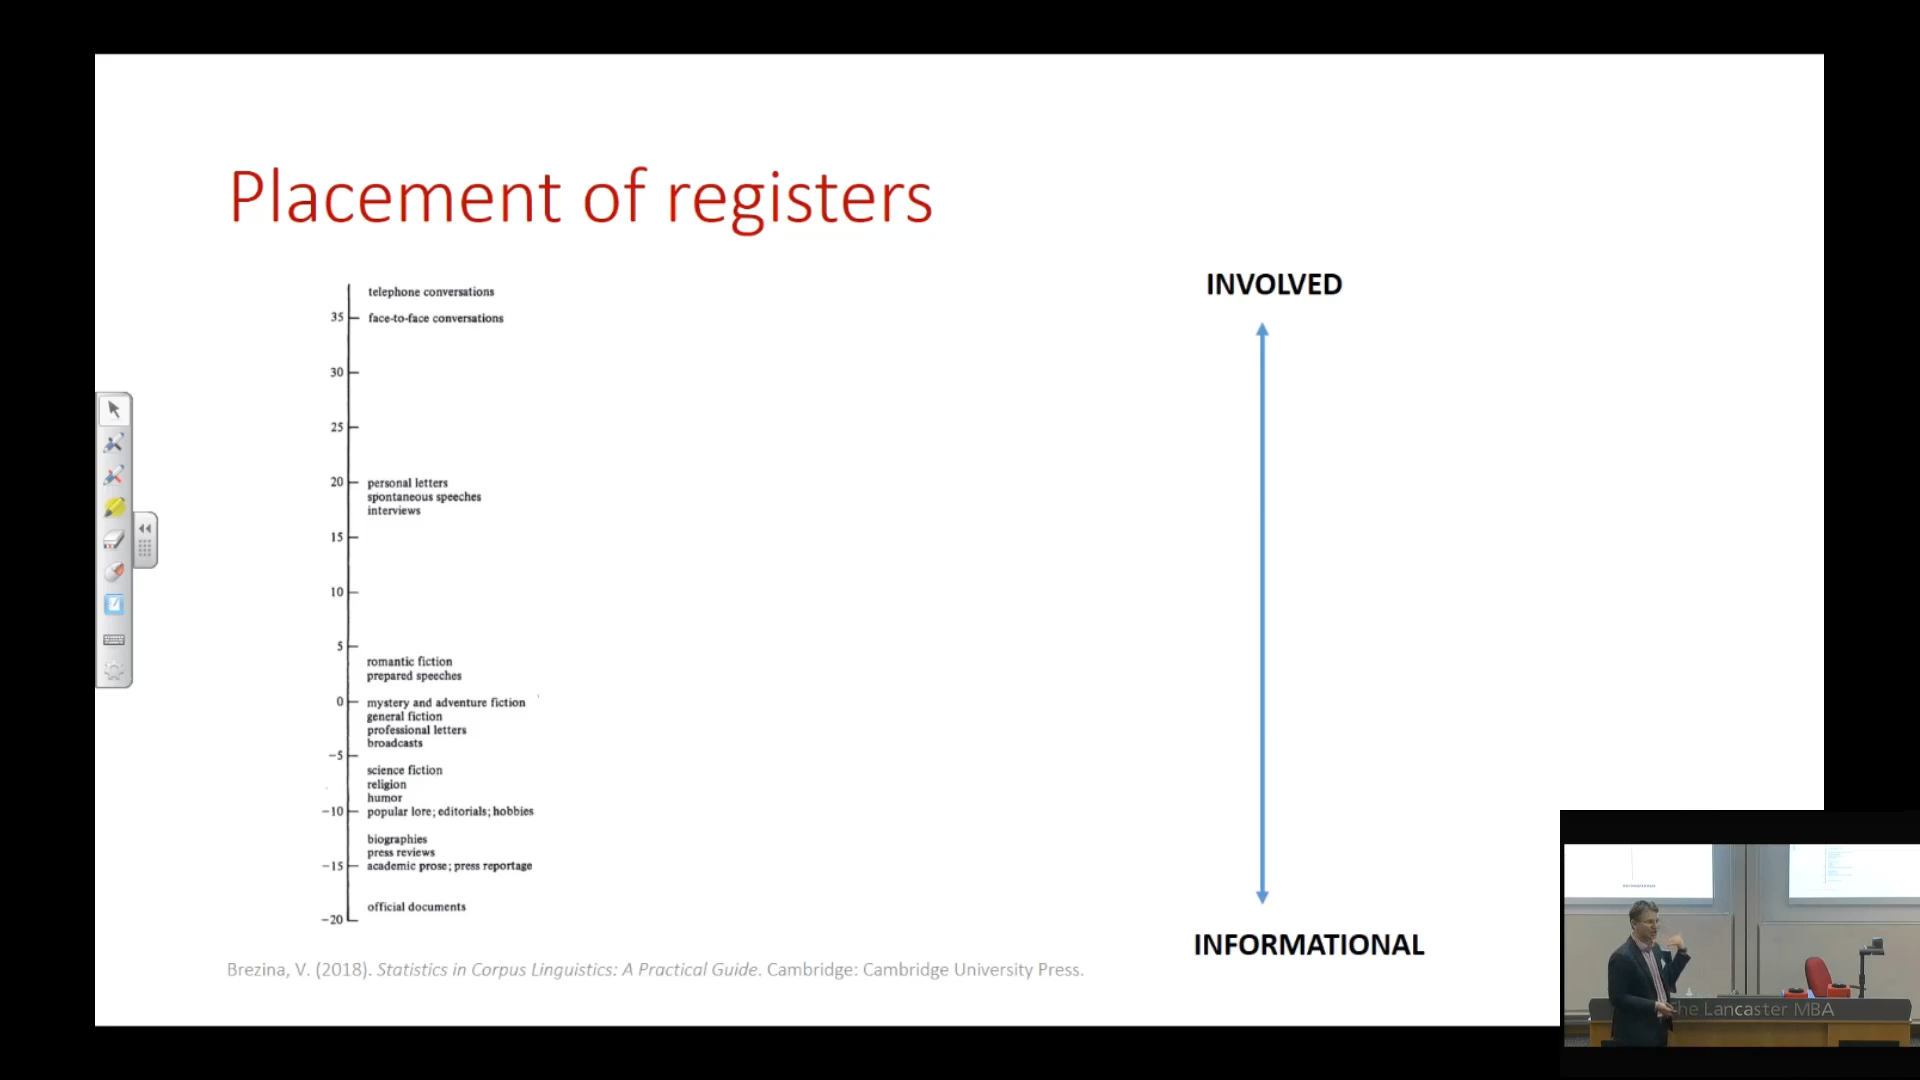 Placement of registers
telephone conversations
35 face-to-face conversations
30
25
20 personal letters
spontaneous speeches
interviews
15
10
5
romantic fiction
prepared speeches
0 mystery and adventure fiction
general fiction
professional letters
broadcasts
-5
science fiction
religion
humor
-10 popular lore; editorials; hobbies
biographies
press reviews
-15 academic prose; press reportage
official documents
-20
INVOLVED
INFORMATIONAL
Brezina, V. (2018). Statistics in Corpus Linguistics: A Practical Guide. Cambridge: Cambridge University Press.
The Lancaster MBA